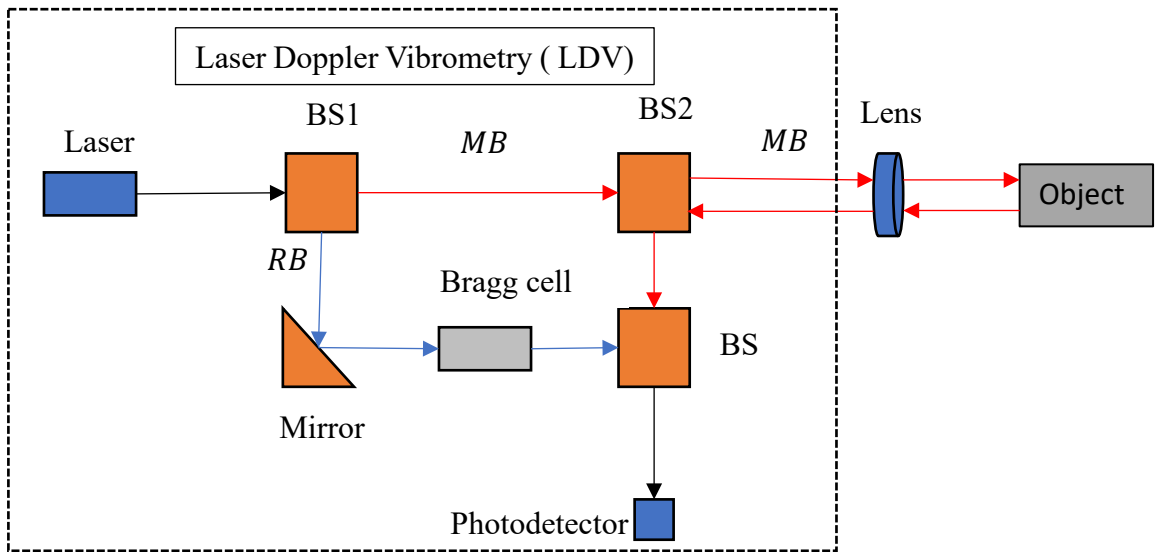 Laser Doppler Vibrometry ( LDV)
BS1
BS2
Lens
Laser
MB
MB
Object
RB
Bragg cell
BS
Mirror
Photodetector